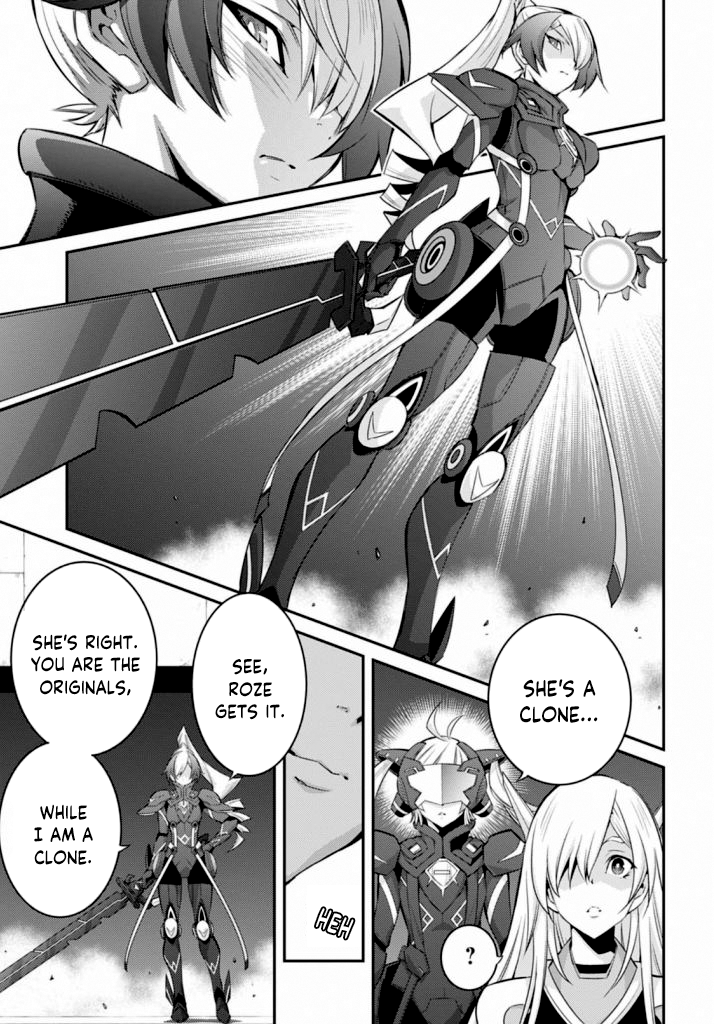 SHE'S A
CLONE...
?
HEH
SEE,
ROZE
GETS IT.
SHE'S RIGHT.
YOU ARE THE
ORIGINALS,
WHILE
I AM A
CLONE.